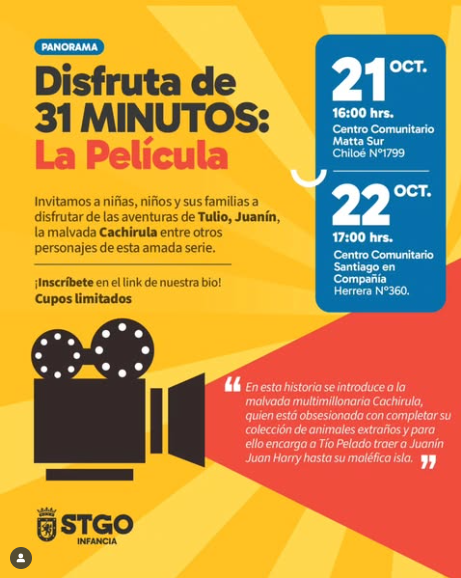 PANORAMA
Disfruta de
31 MINUTOS:
La Película
Invitamos a niñas, niños y sus familias a
disfrutar de las aventuras de Tulio, Juanín,
la malvada Cachirula entre otros
personajes de esta amada serie.
¡Inscríbete en el link de nuestra bio!
Cupos limitados
21 OCT.
16:00 hrs.
Centro Comunitario
Matta Sur
Chiloé N°1799
22 OCT.
17:00 hrs.
Centro Comunitario
Santiago en
Compañía
Herrera N°360.
“ En esta historia se introduce a la
malvada multimillonaria Cachirula,
quien está obsesionada con completar su
colección de animales extraños y para
ello encarga a Tío Pelado traer a Juanín
Juan Harry hasta su maléfica isla. ”
STGO
INFANCIA